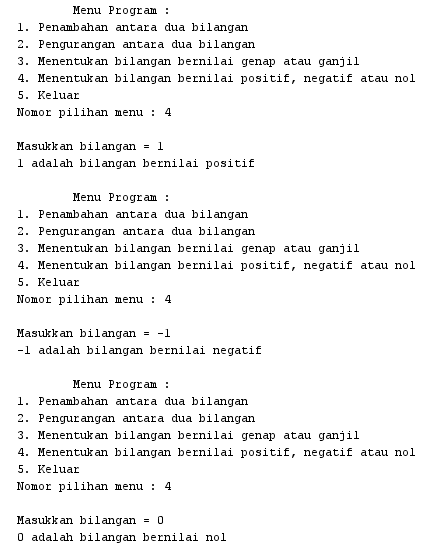 Menu Program :
1. Penambahan antara dua bilangan
2. Pengurangan antara dua bilangan
3. Menentukan bilangan bernilai genap atau ganjil
4. Menentukan bilangan bernilai positif, negatif atau nol
5. Keluar
Nomor pilihan menu : 4
Masukkan bilangan = 1
1 adalah bilangan bernilai positif
Menu Program :
1. Penambahan antara dua bilangan
2. Pengurangan antara dua bilangan
3. Menentukan bilangan bernilai genap atau ganjil
4. Menentukan bilangan bernilai positif, negatif atau nol
5. Keluar
Nomor pilihan menu : 4
Masukkan bilangan = -1
-1 adalah bilangan bernilai negatif
Menu Program :
1. Penambahan antara dua bilangan
2. Pengurangan antara dua bilangan
3. Menentukan bilangan bernilai genap atau ganjil
4. Menentukan bilangan bernilai positif, negatif atau nol
5. Keluar
Nomor pilihan menu : 4
Masukkan bilangan = 0
0 adalah bilangan bernilai nol